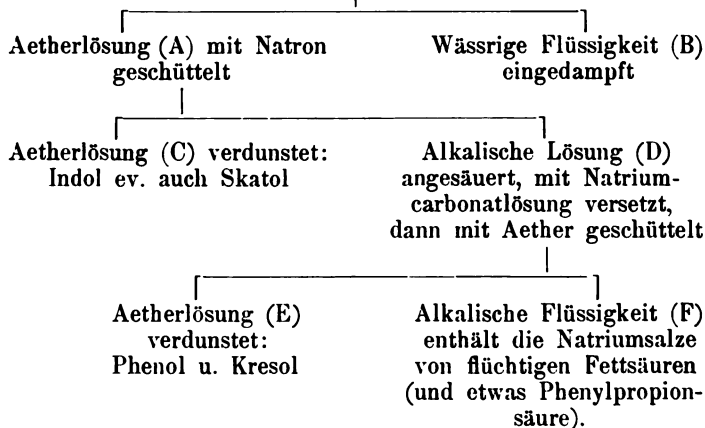 Aetherlösung (A) mit Natron
geschüttelt
Wässrige Flüssigkeit (B)
eingedampft
Aetherlösung (C) verdunstet:
Indol ev. auch Skatol
Alkalische Lösung (D)
angesäuert, mit Natrium-
carbonatlösung versetzt,
dann mit Aether geschüttelt
Aetherlösung (E)
verdunstet:
Phenol u. Kresol
Alkalische Flüssigkeit (F)
enthält die Natriumsalze
von flüchtigen Fettsäuren
(und etwas Phenylpropion-
säure).